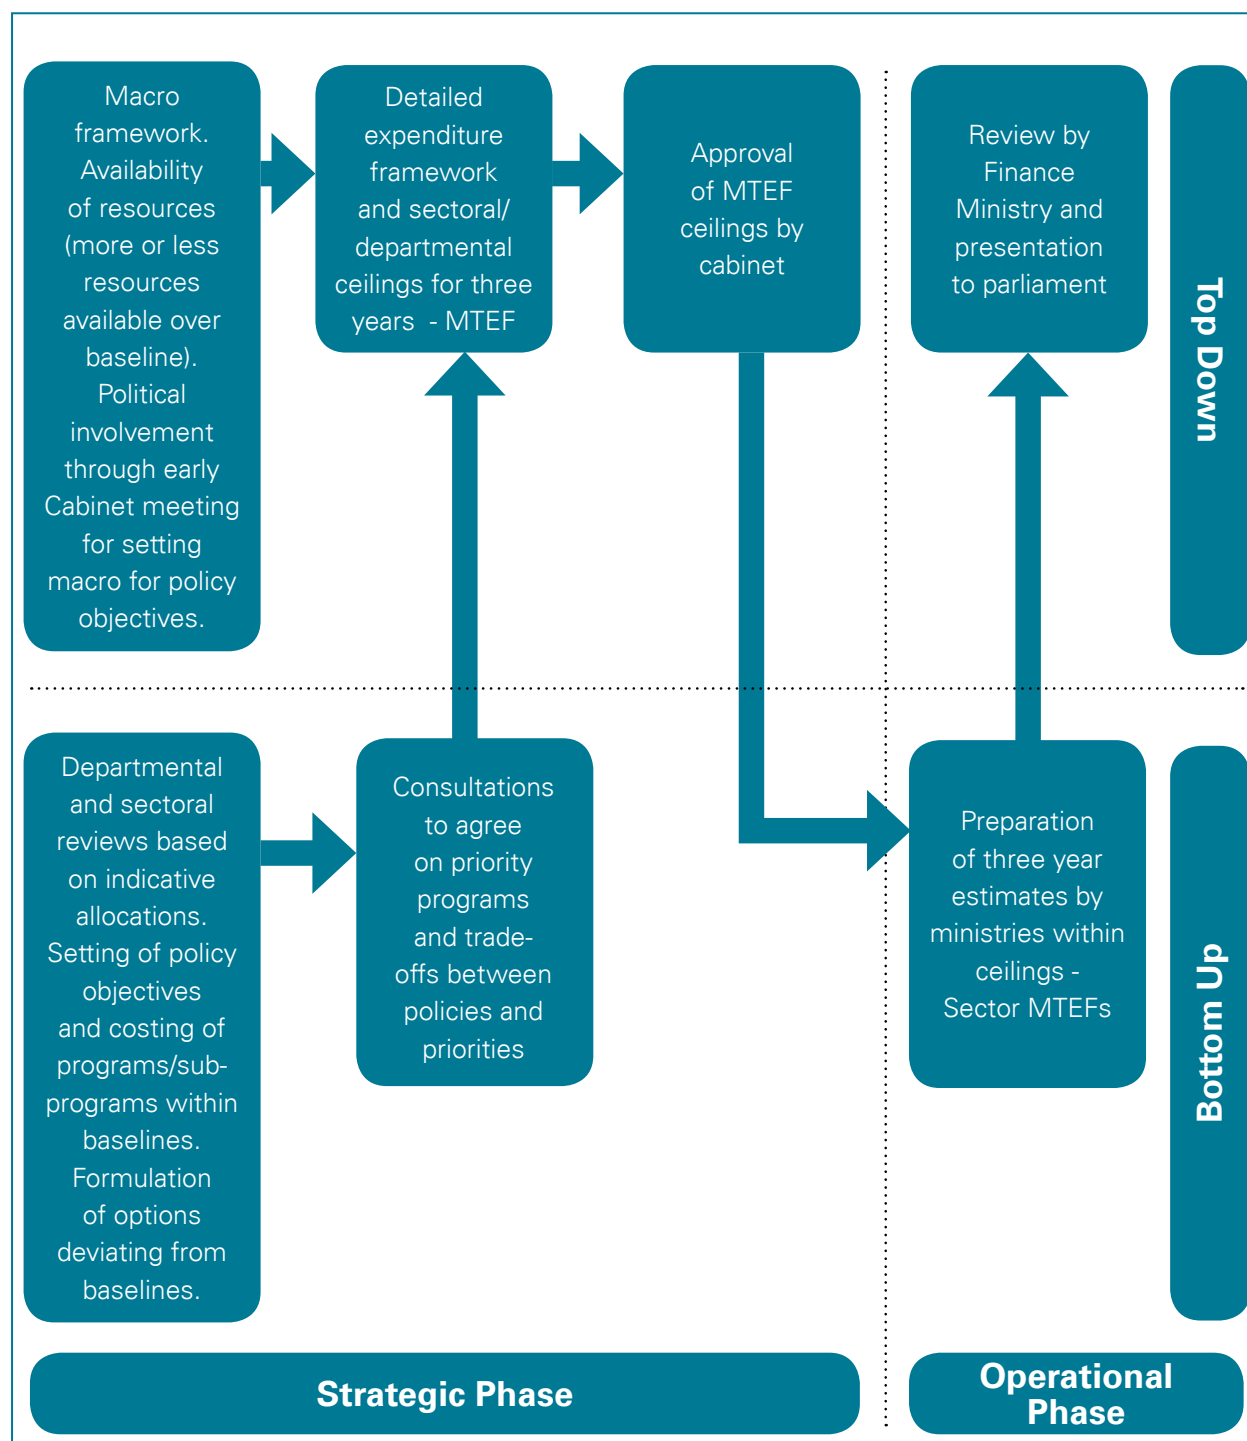 Macro
framework.
Availability
of resources
(more or less
resources
available over
baseline).
Political
involvement
through early
Cabinet meeting
for setting
macro for policy
objectives.
Detailed
expenditure
framework
and sectoral/
departmental
ceilings for three
years - MTEF
Approval
of MTEF
ceilings by
cabinet
Review by
Finance
Ministry and
presentation
to parliament
Top Down
Departmental
and sectoral
reviews based
on indicative
allocations.
Setting of policy
objectives
and costing of
programs/sub-
programs within
baselines.
Formulation
of options
deviating from
baselines.
Consultations
to agree
on priority
programs
and trade-
offs between
policies and
priorities
Preparation
of three year
estimates by
ministries within
ceilings -
Sector MTEFs
Bottom Up
Strategic Phase
Operational
Phase